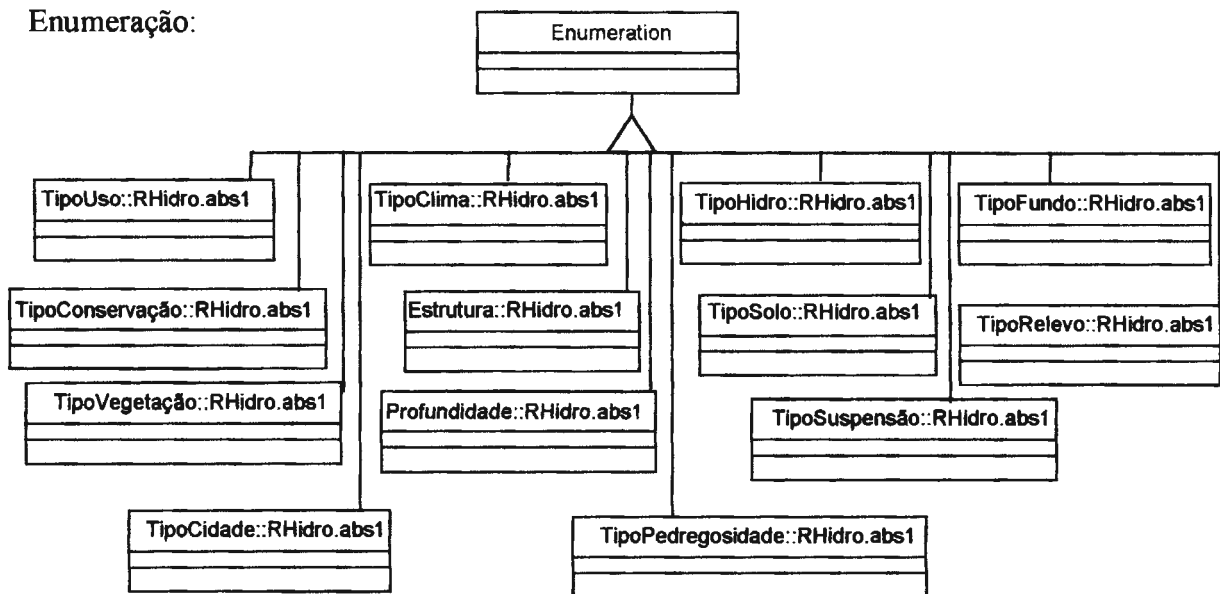 Enumeração:
Enumeration
TipoUso::RHidro.abs1
TipoClima::RHidro.abs1
TipoHidro::RHidro.abs1
TipoFundo::RHidro.abs1
TipoConservação::RHidro.abs1
Estrutura::RHidro.abs1
TipoSolo::RHidro.abs1
TipoRelevo::RHidro.abs1
TipoVegetação::RHidro.abs1
Profundidade::RHidro.abs1
TipoSuspensão::RHidro.abs1
TipoCidade::RHidro.abs1
TipoPedregosidade::RHidro.abs1